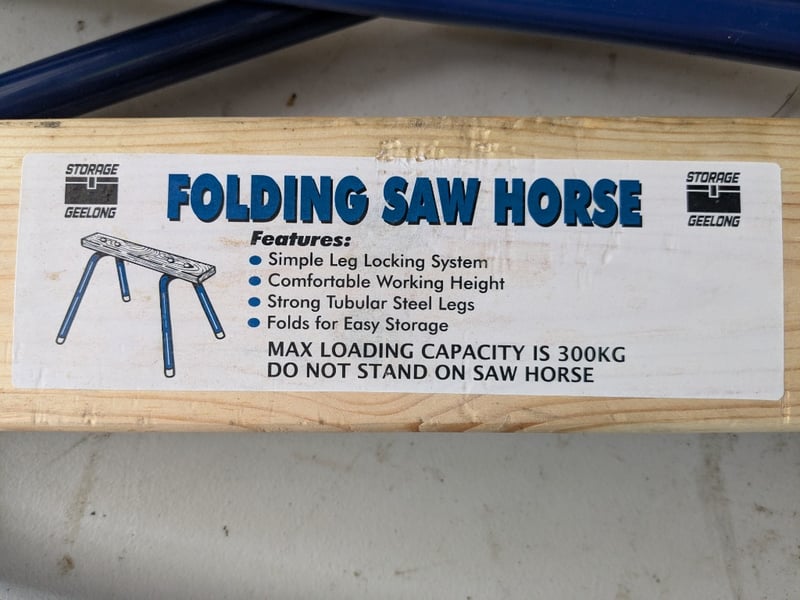 STORAGE
GEELONG
FOLDING SAW HORSE
STORAGE
GEELONG
Features:
Simple Leg Locking System
Comfortable Working Height
Strong Tubular Steel Legs
Folds for Easy Storage
MAX LOADING CAPACITY IS 300KG
DO NOT STAND ON SAW HORSE